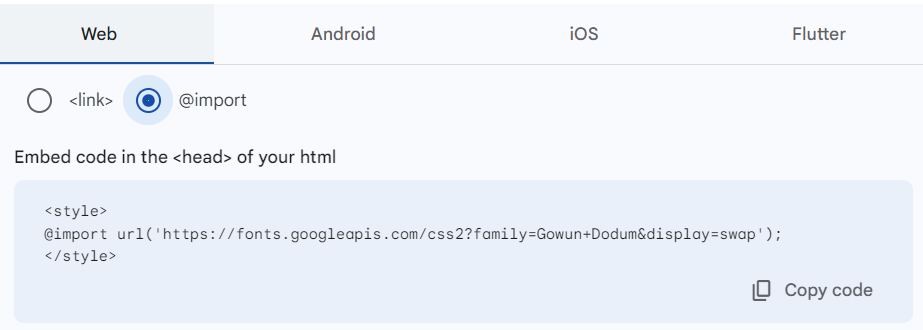 Web Android iOS Flutter
<link> @import
Embed code in the <head> of your html
<style>
@import url('https://fonts.googleapis.com/css2?family=Gowun+Dodum&display=swap');
</style>
Copy code